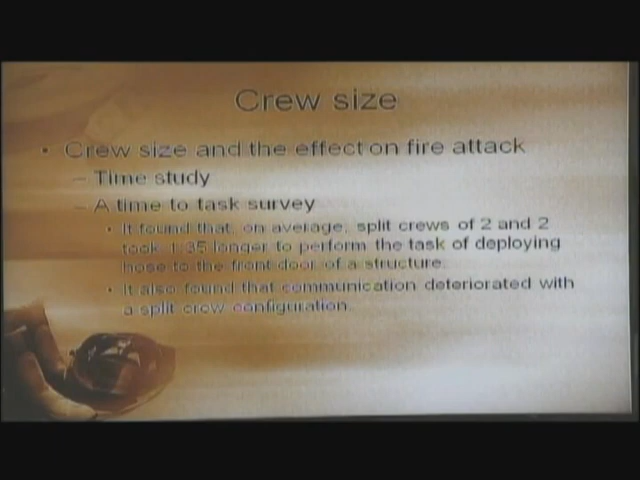 Crew size
• Crew size and the effect on fire attack
– Time study
– A time to task survey
• It found that, on average, split crews of 2 and 2
took 1:35 longer to perform the task of deploying
hose to the front door of a structure.
• It also found that communication deteriorated with
a split crew configuration.